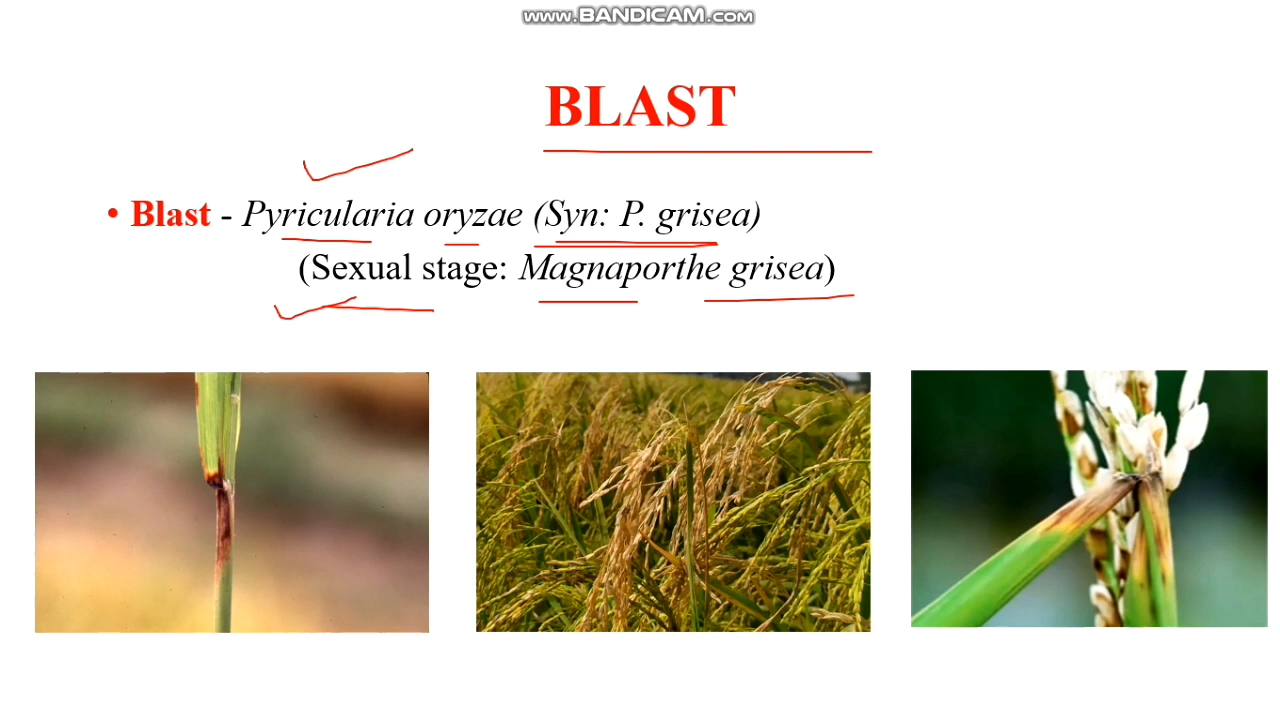 www.BANDICAM.com
BLAST
• Blast - Pyricularia oryzae (Syn: P. grisea)
(Sexual stage: Magnaporthe grisea)